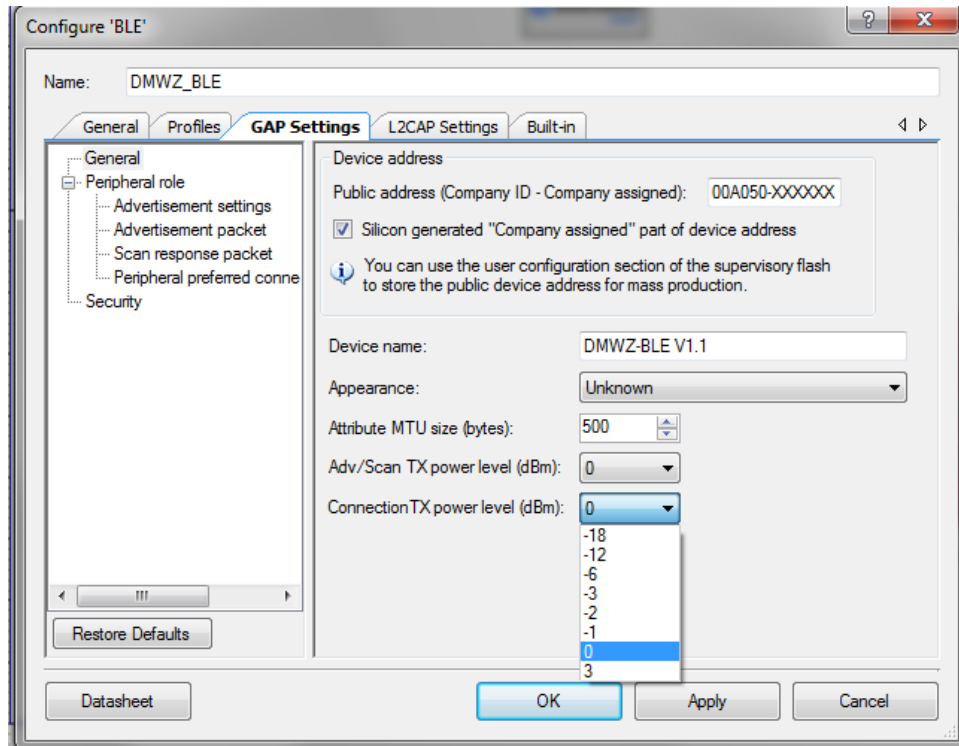 Configure 'BLE'
Name: DMWZ_BLE
General Profiles GAP Settings L2CAP Settings Built-in
General
Peripheral role
Advertisement settings
Advertisement packet
Scan response packet
Peripheral preferred conne
Security
Restore Defaults
Device address
Public address (Company ID - Company assigned): 00A050-XXXXXX
Silicon generated "Company assigned" part of device address
You can use the user configuration section of the supervisory flash
to store the public device address for mass production.
Device name: DMWZ-BLE V1.1
Appearance: Unknown
Attribute MTU size (bytes): 500
Adv/Scan TX power level (dBm): 0
ConnectionTX power level (dBm): 0
-18
-12
-6
-3
-2
-1
0
3
Datasheet OK Apply Cancel